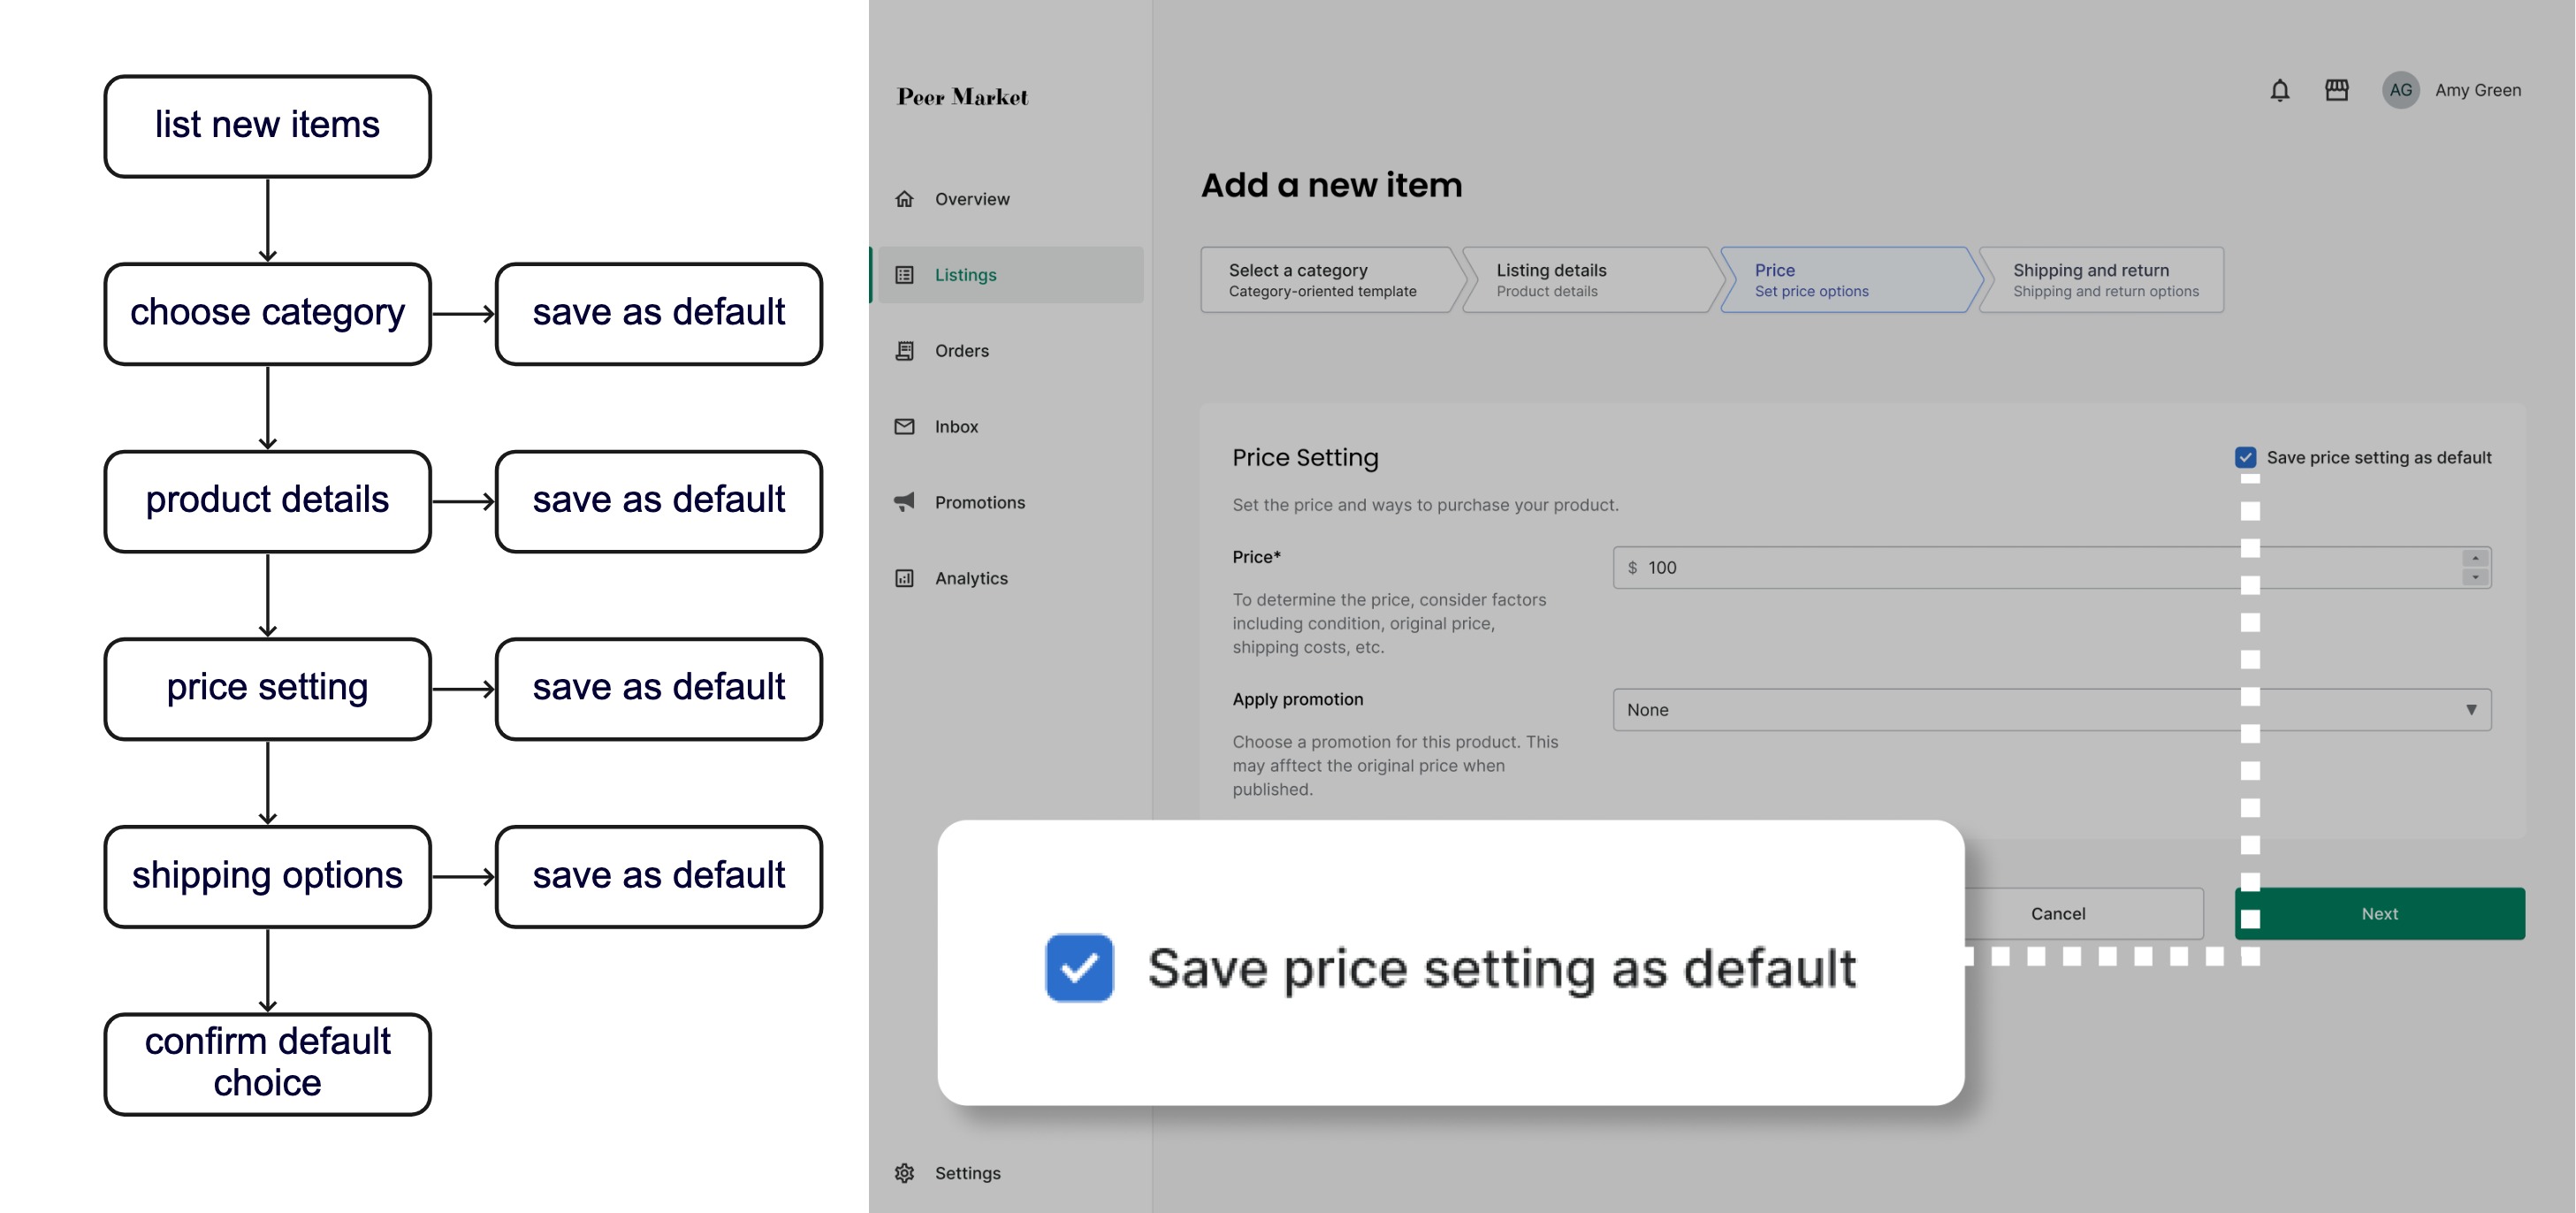 list new items
choose category
save as default
product details
save as default
price setting
save as default
shipping options
save as default
confirm default
choice
Peer Market
AG
Amy Green
Overview
Listings
Orders
Inbox
Promotions
Analytics
Settings
Add a new item
Select a category
Category-oriented template
Listing details
Product details
Price
Set price options
Shipping and return
Shipping and return options
Price Setting
Save price setting as default
Set the price and ways to purchase your product.
Price*
$ 100
To determine the price, consider factors
including condition, original price,
shipping costs, etc.
Apply promotion
None
Choose a promotion for this product. This
may afftect the original price when
published.
Cancel
Next
Save price setting as default